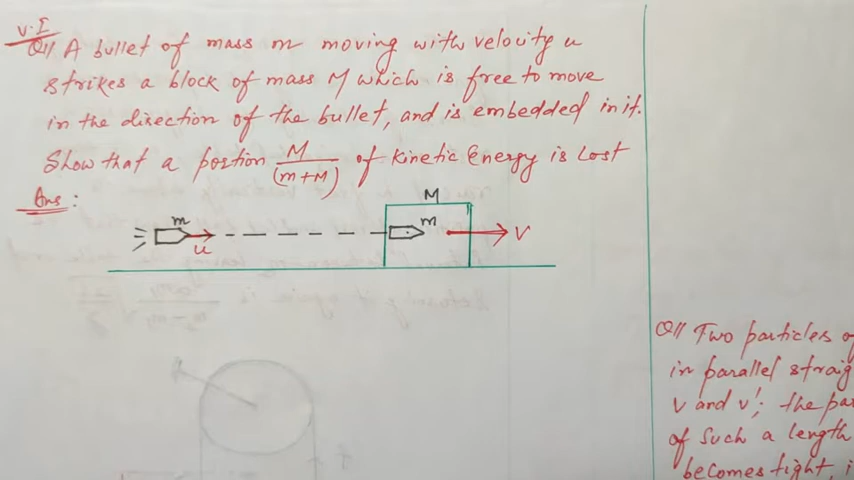 V.I
Q11 A bullet of mass m moving with velocity u
strikes a block of mass M which is free to move
in the direction of the bullet, and is embedded in it.
Show that a portion M/(m+M) of Kinetic Energy is Lost
Ans:
M
m
m
u
V
Q11 Two particles of
in parallel straig
V and V'; the par
of such a length
becomes tight, i